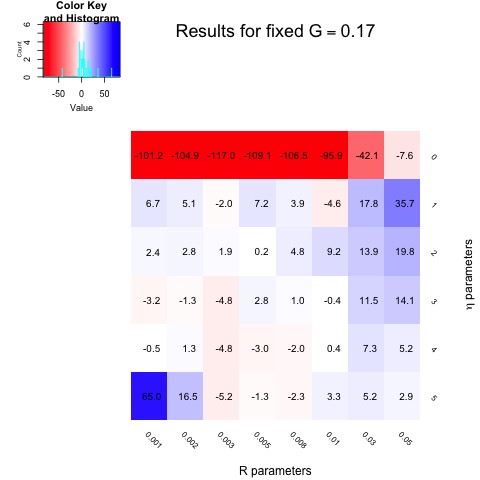 Color Key
and Histogram
Results for fixed G = 0.17
Count
0 2 4 6
-50 0 50
Value
-101.2 -104.9 -117.0 -109.1 -106.5 -95.9 -42.1 -7.6 0
6.7 5.1 -2.0 7.2 3.9 -4.6 17.8 35.7 1
2.4 2.8 1.9 0.2 4.8 9.2 13.9 19.8 2
-3.2 -1.3 -4.8 2.8 1.0 -0.4 11.5 14.1 3
-0.5 1.3 -4.8 -3.0 -2.0 0.4 7.3 5.2 4
65.0 16.5 -5.2 -1.3 -2.3 3.3 5.2 2.9 5
η parameters
0.001 0.002 0.003 0.005 0.008 0.01 0.03 0.05
R parameters